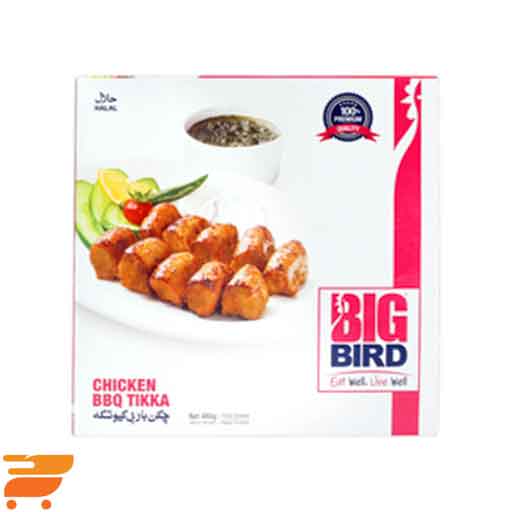 حلال
HALAL
100%
PREMIUM
QUALITY
BIG
BIRD
Eat Well, Live Well
CHICKEN
BBQ TIKKA
چکن باربی کیو تکہ